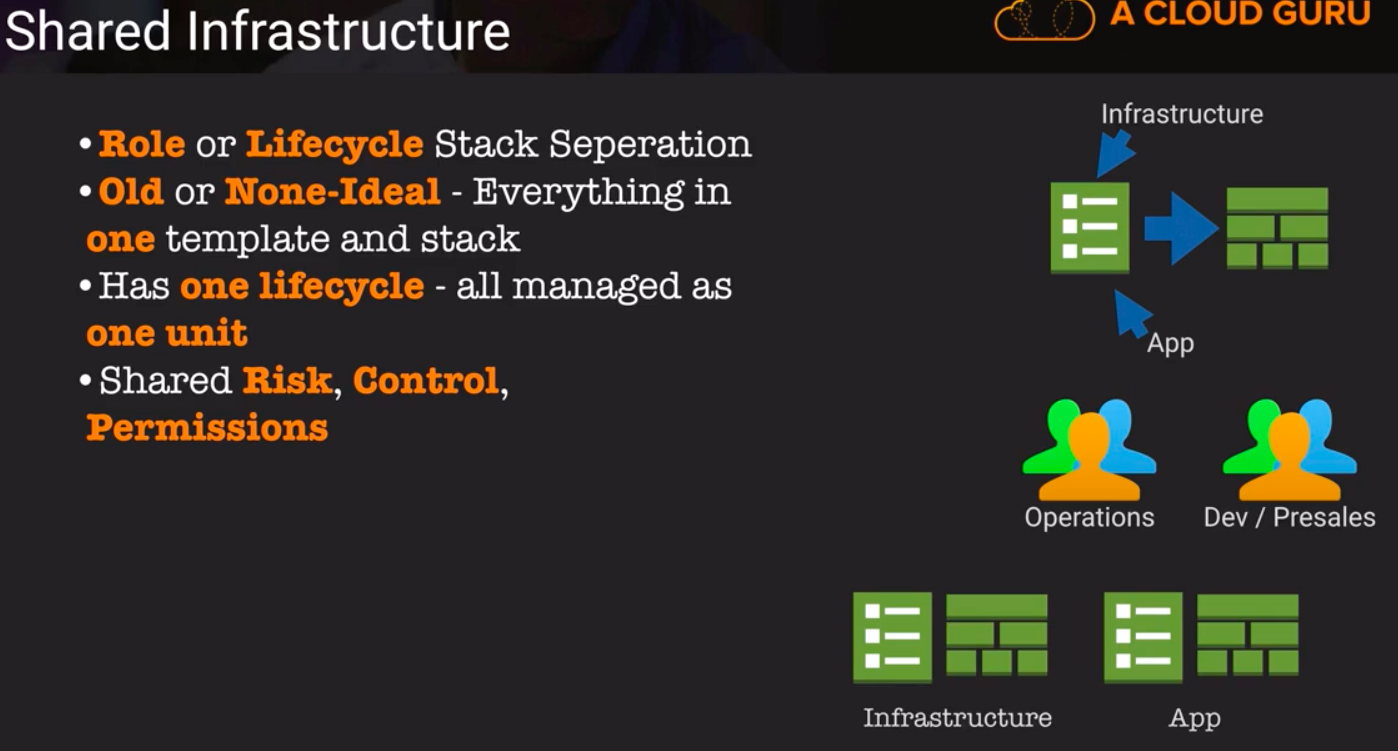 Shared Infrastructure
A CLOUD GURU
•Role or Lifecycle Stack Seperation
•Old or None-Ideal - Everything in
one template and stack
•Has one lifecycle - all managed as
one unit
•Shared Risk, Control,
Permissions
Infrastructure
App
Operations
Dev / Presales
Infrastructure
App